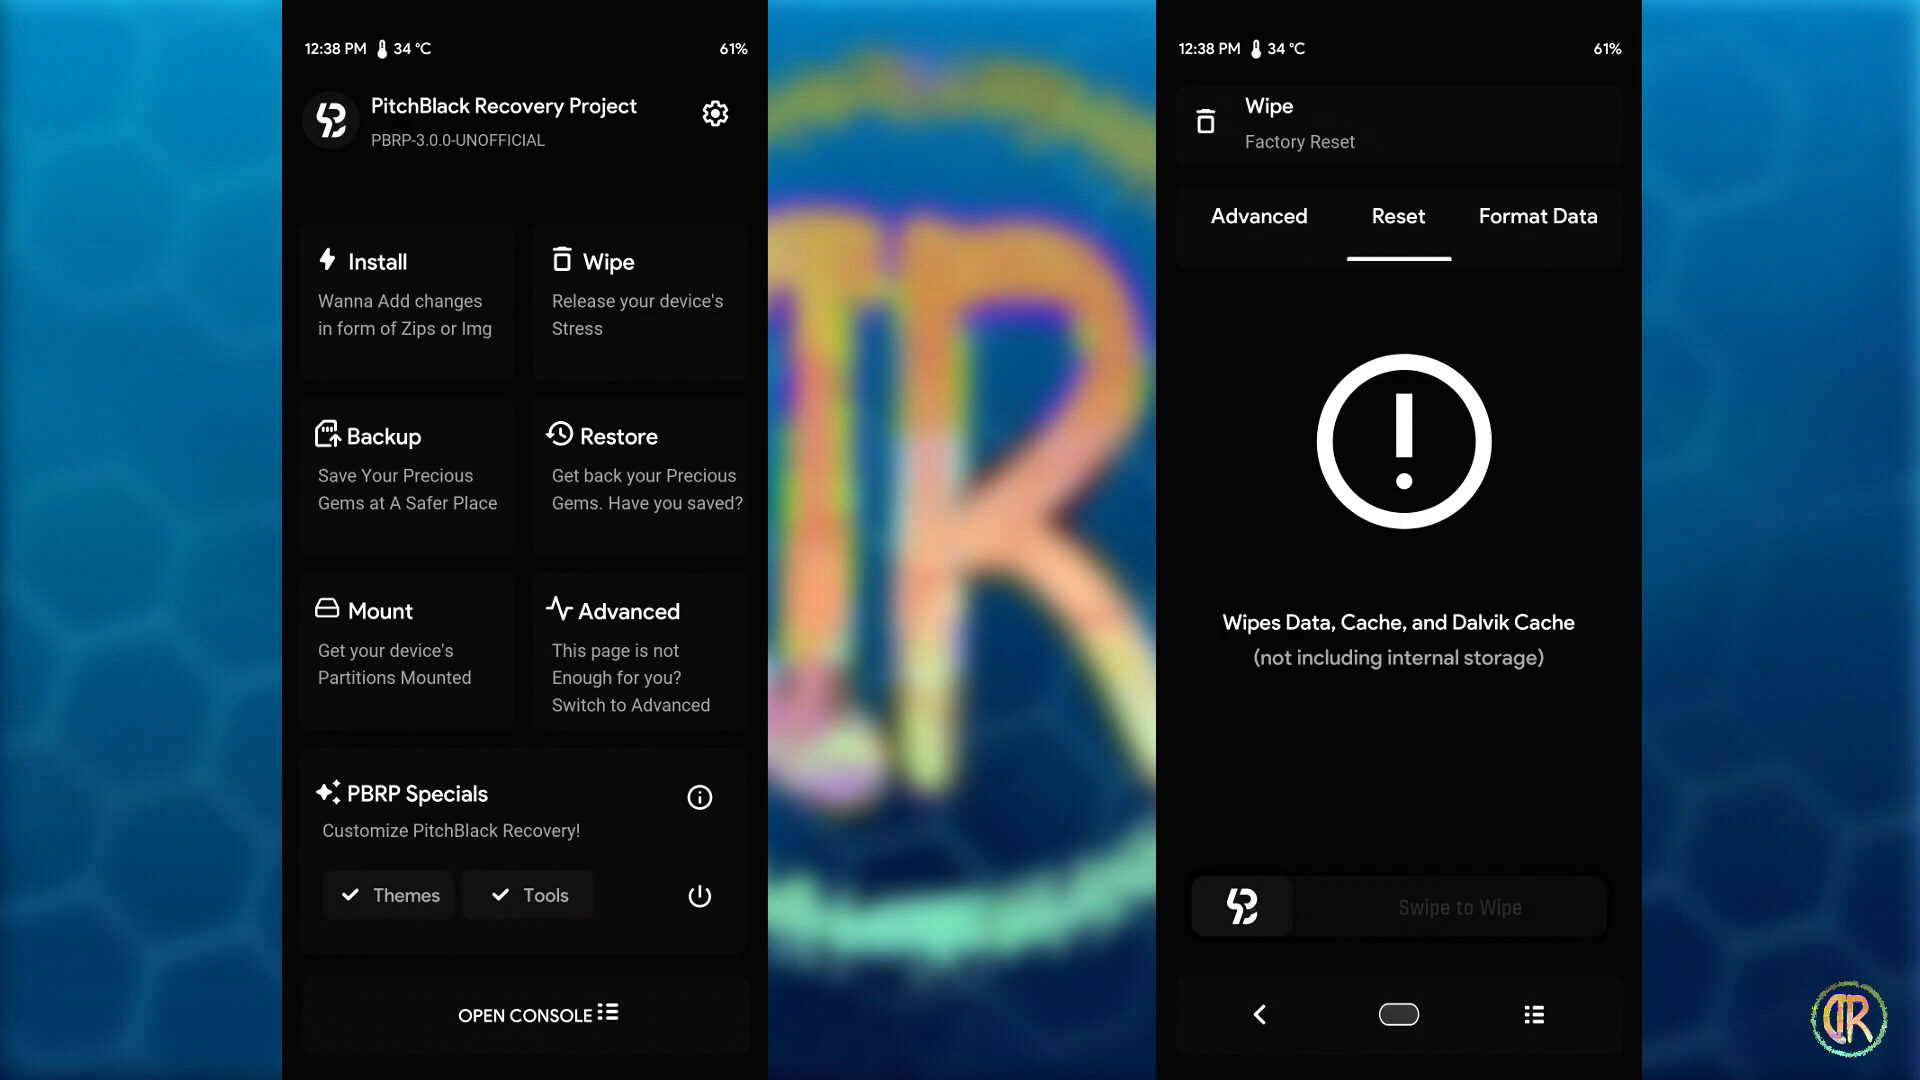 12:38 PM 34 °C 61%
PitchBlack Recovery Project
PBRP-3.0.0-UNOFFICIAL
Install
Wanna Add changes
in form of Zips or Img
Wipe
Release your device's
Stress
Backup
Save Your Precious
Gems at A Safer Place
Restore
Get back your Precious
Gems. Have you saved?
Mount
Get your device's
Partitions Mounted
Advanced
This page is not
Enough for you?
Switch to Advanced
PBRP Specials
Customize PitchBlack Recovery!
Themes
Tools
OPEN CONSOLE
12:38 PM 34 °C 61%
Wipe
Factory Reset
Advanced Reset Format Data
Wipes Data, Cache, and Dalvik Cache
(not including internal storage)
Swipe to Wipe